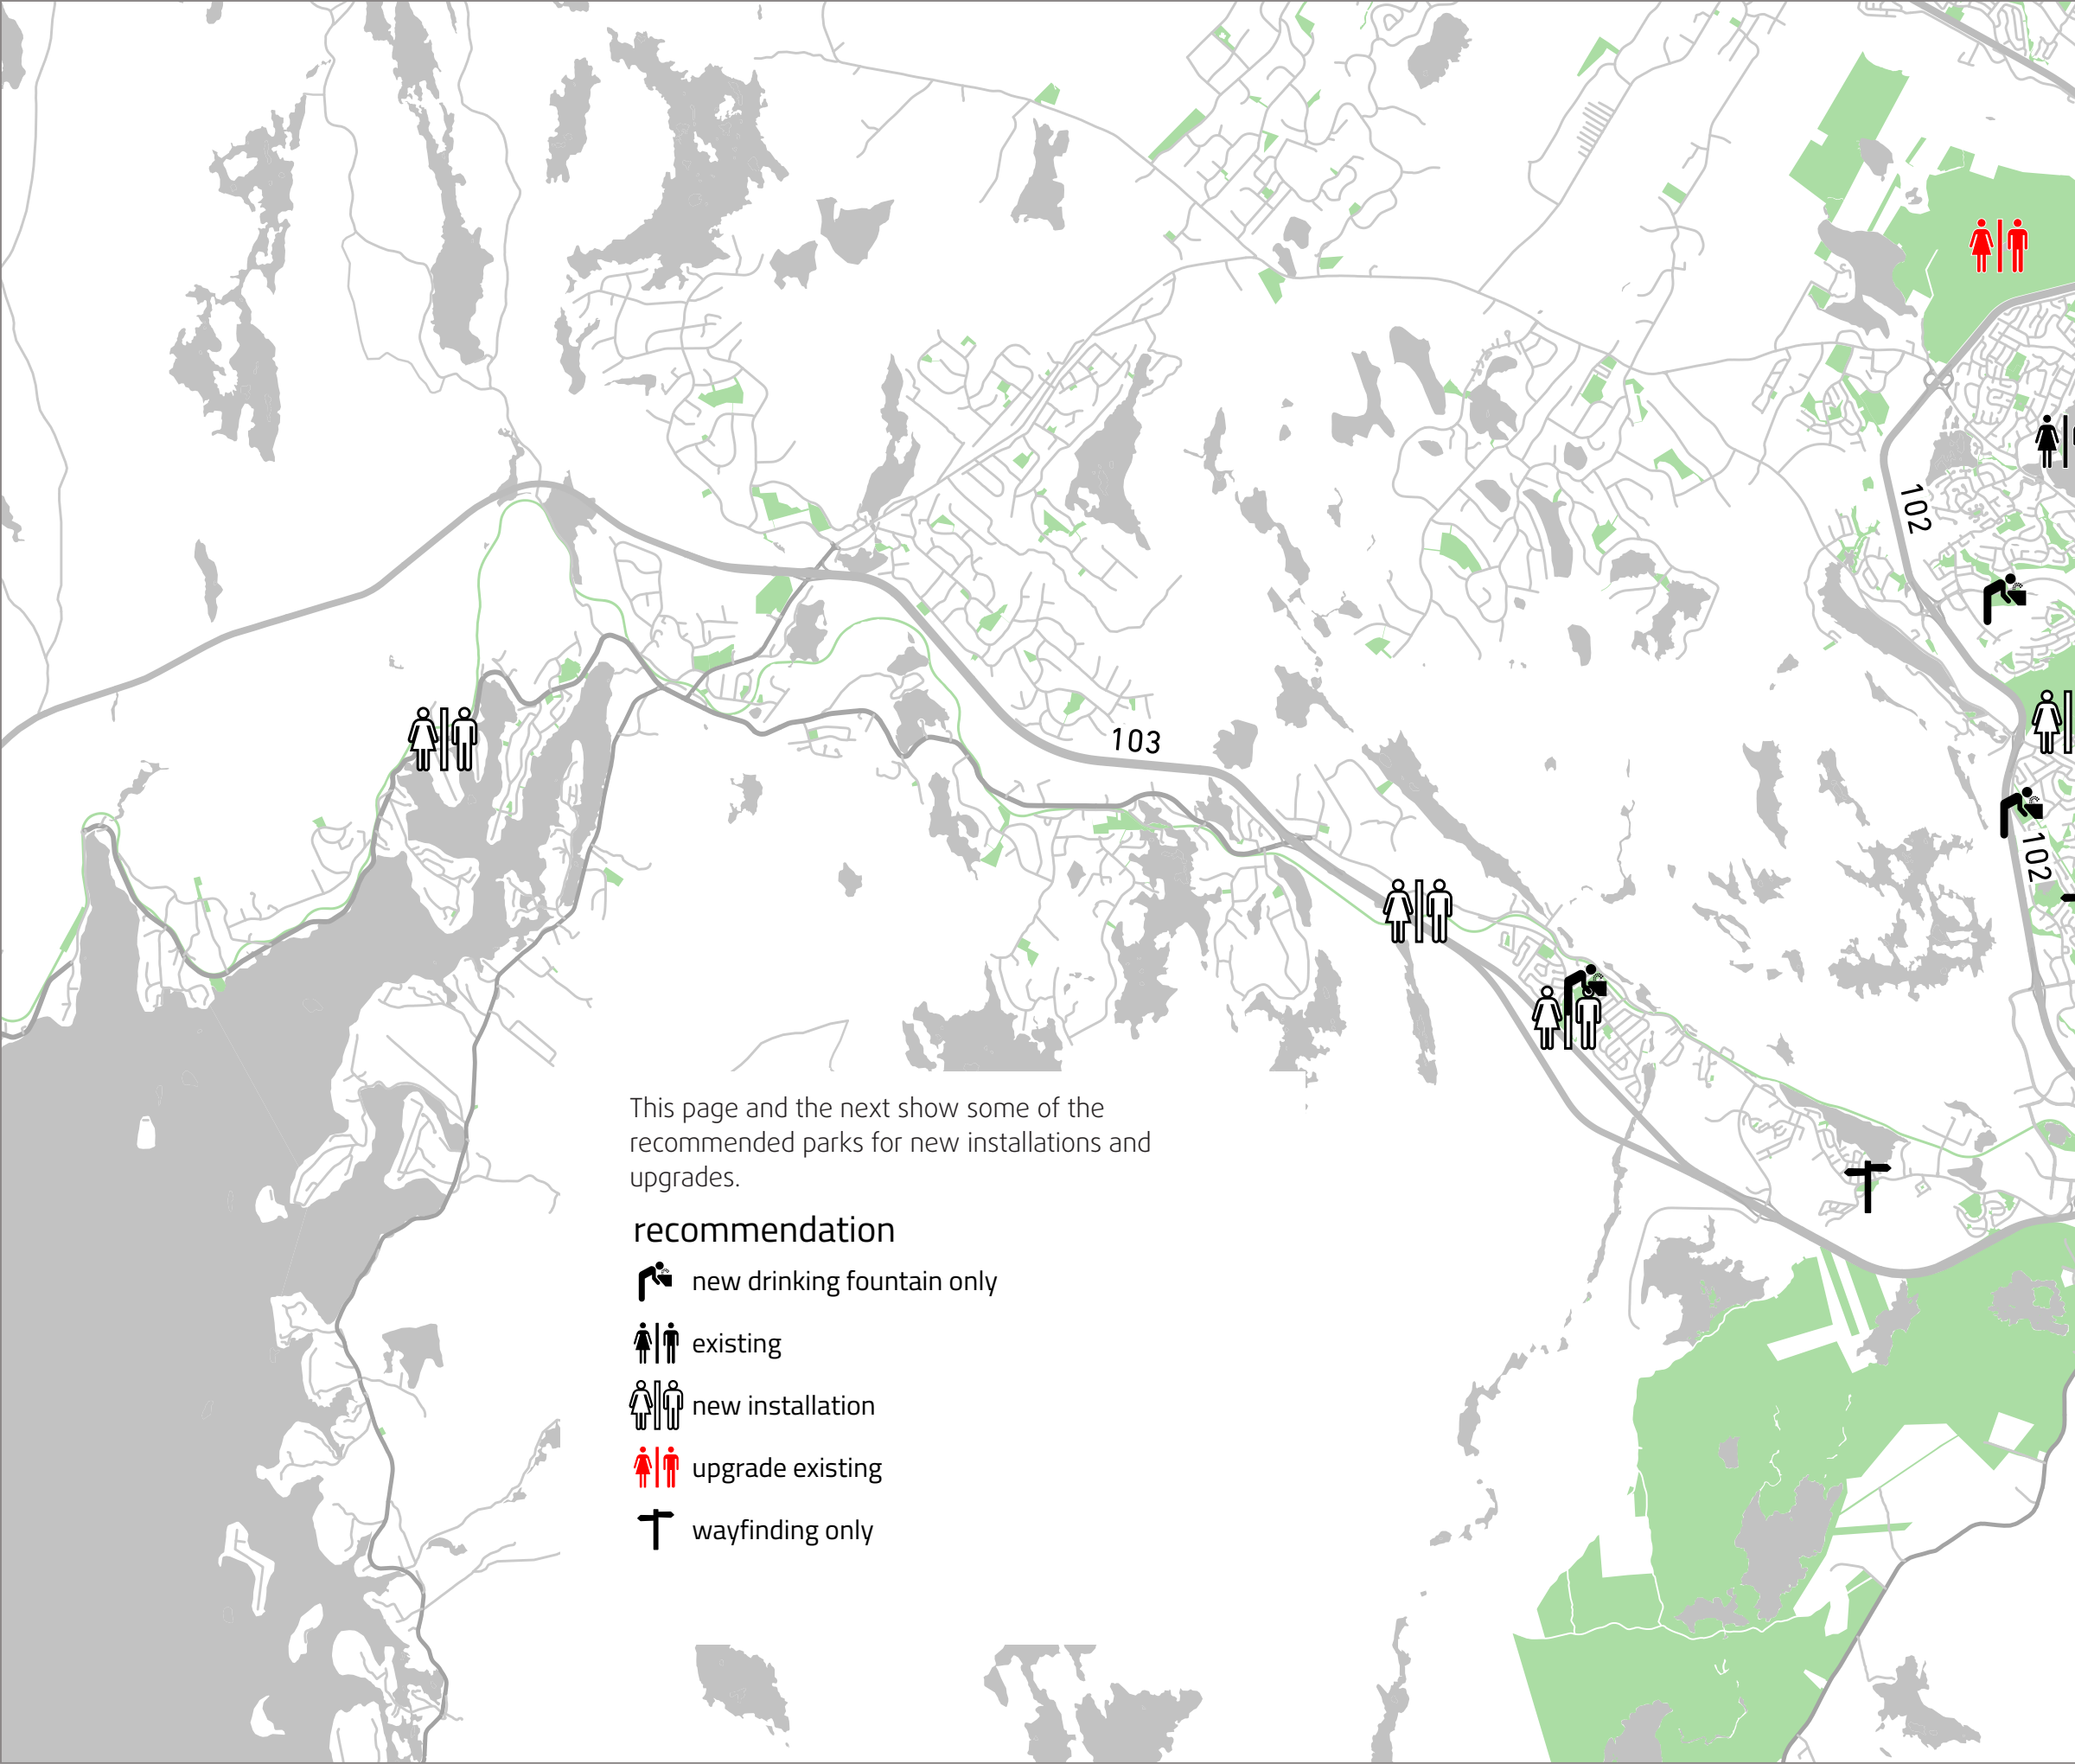 102
103
102
This page and the next show some of the
recommended parks for new installations and
upgrades.
recommendation
new drinking fountain only
existing
new installation
upgrade existing
wayfinding only